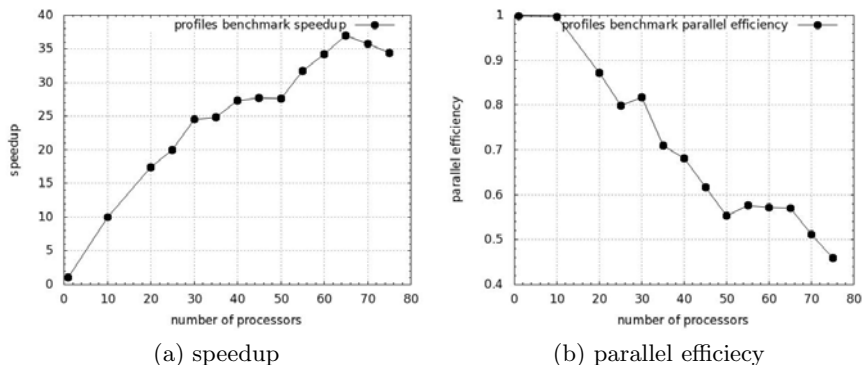 40
35
30
25
20
15
10
5
0
speedup
profiles benchmark speedup
0 10 20 30 40 50 60 70 80
number of processors
(a) speedup
1
0.9
0.8
0.7
0.6
0.5
0.4
parallel efficiency
profiles benchmark parallel efficiency
0 10 20 30 40 50 60 70 80
number of processors
(b) parallel efficiecy